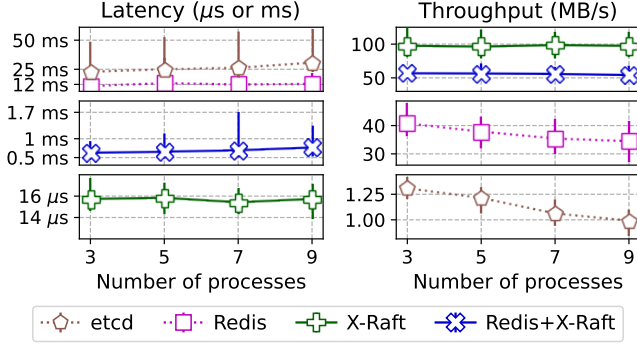 Latency (μs or ms)
50 ms
25 ms
12 ms
1.7 ms
1 ms
0.5 ms
16 μs
14 μs
3 5 7 9
Number of processes
Throughput (MB/s)
100
50
40
30
1.25
1.00
3 5 7 9
Number of processes
etcd Redis X-Raft Redis+X-Raft